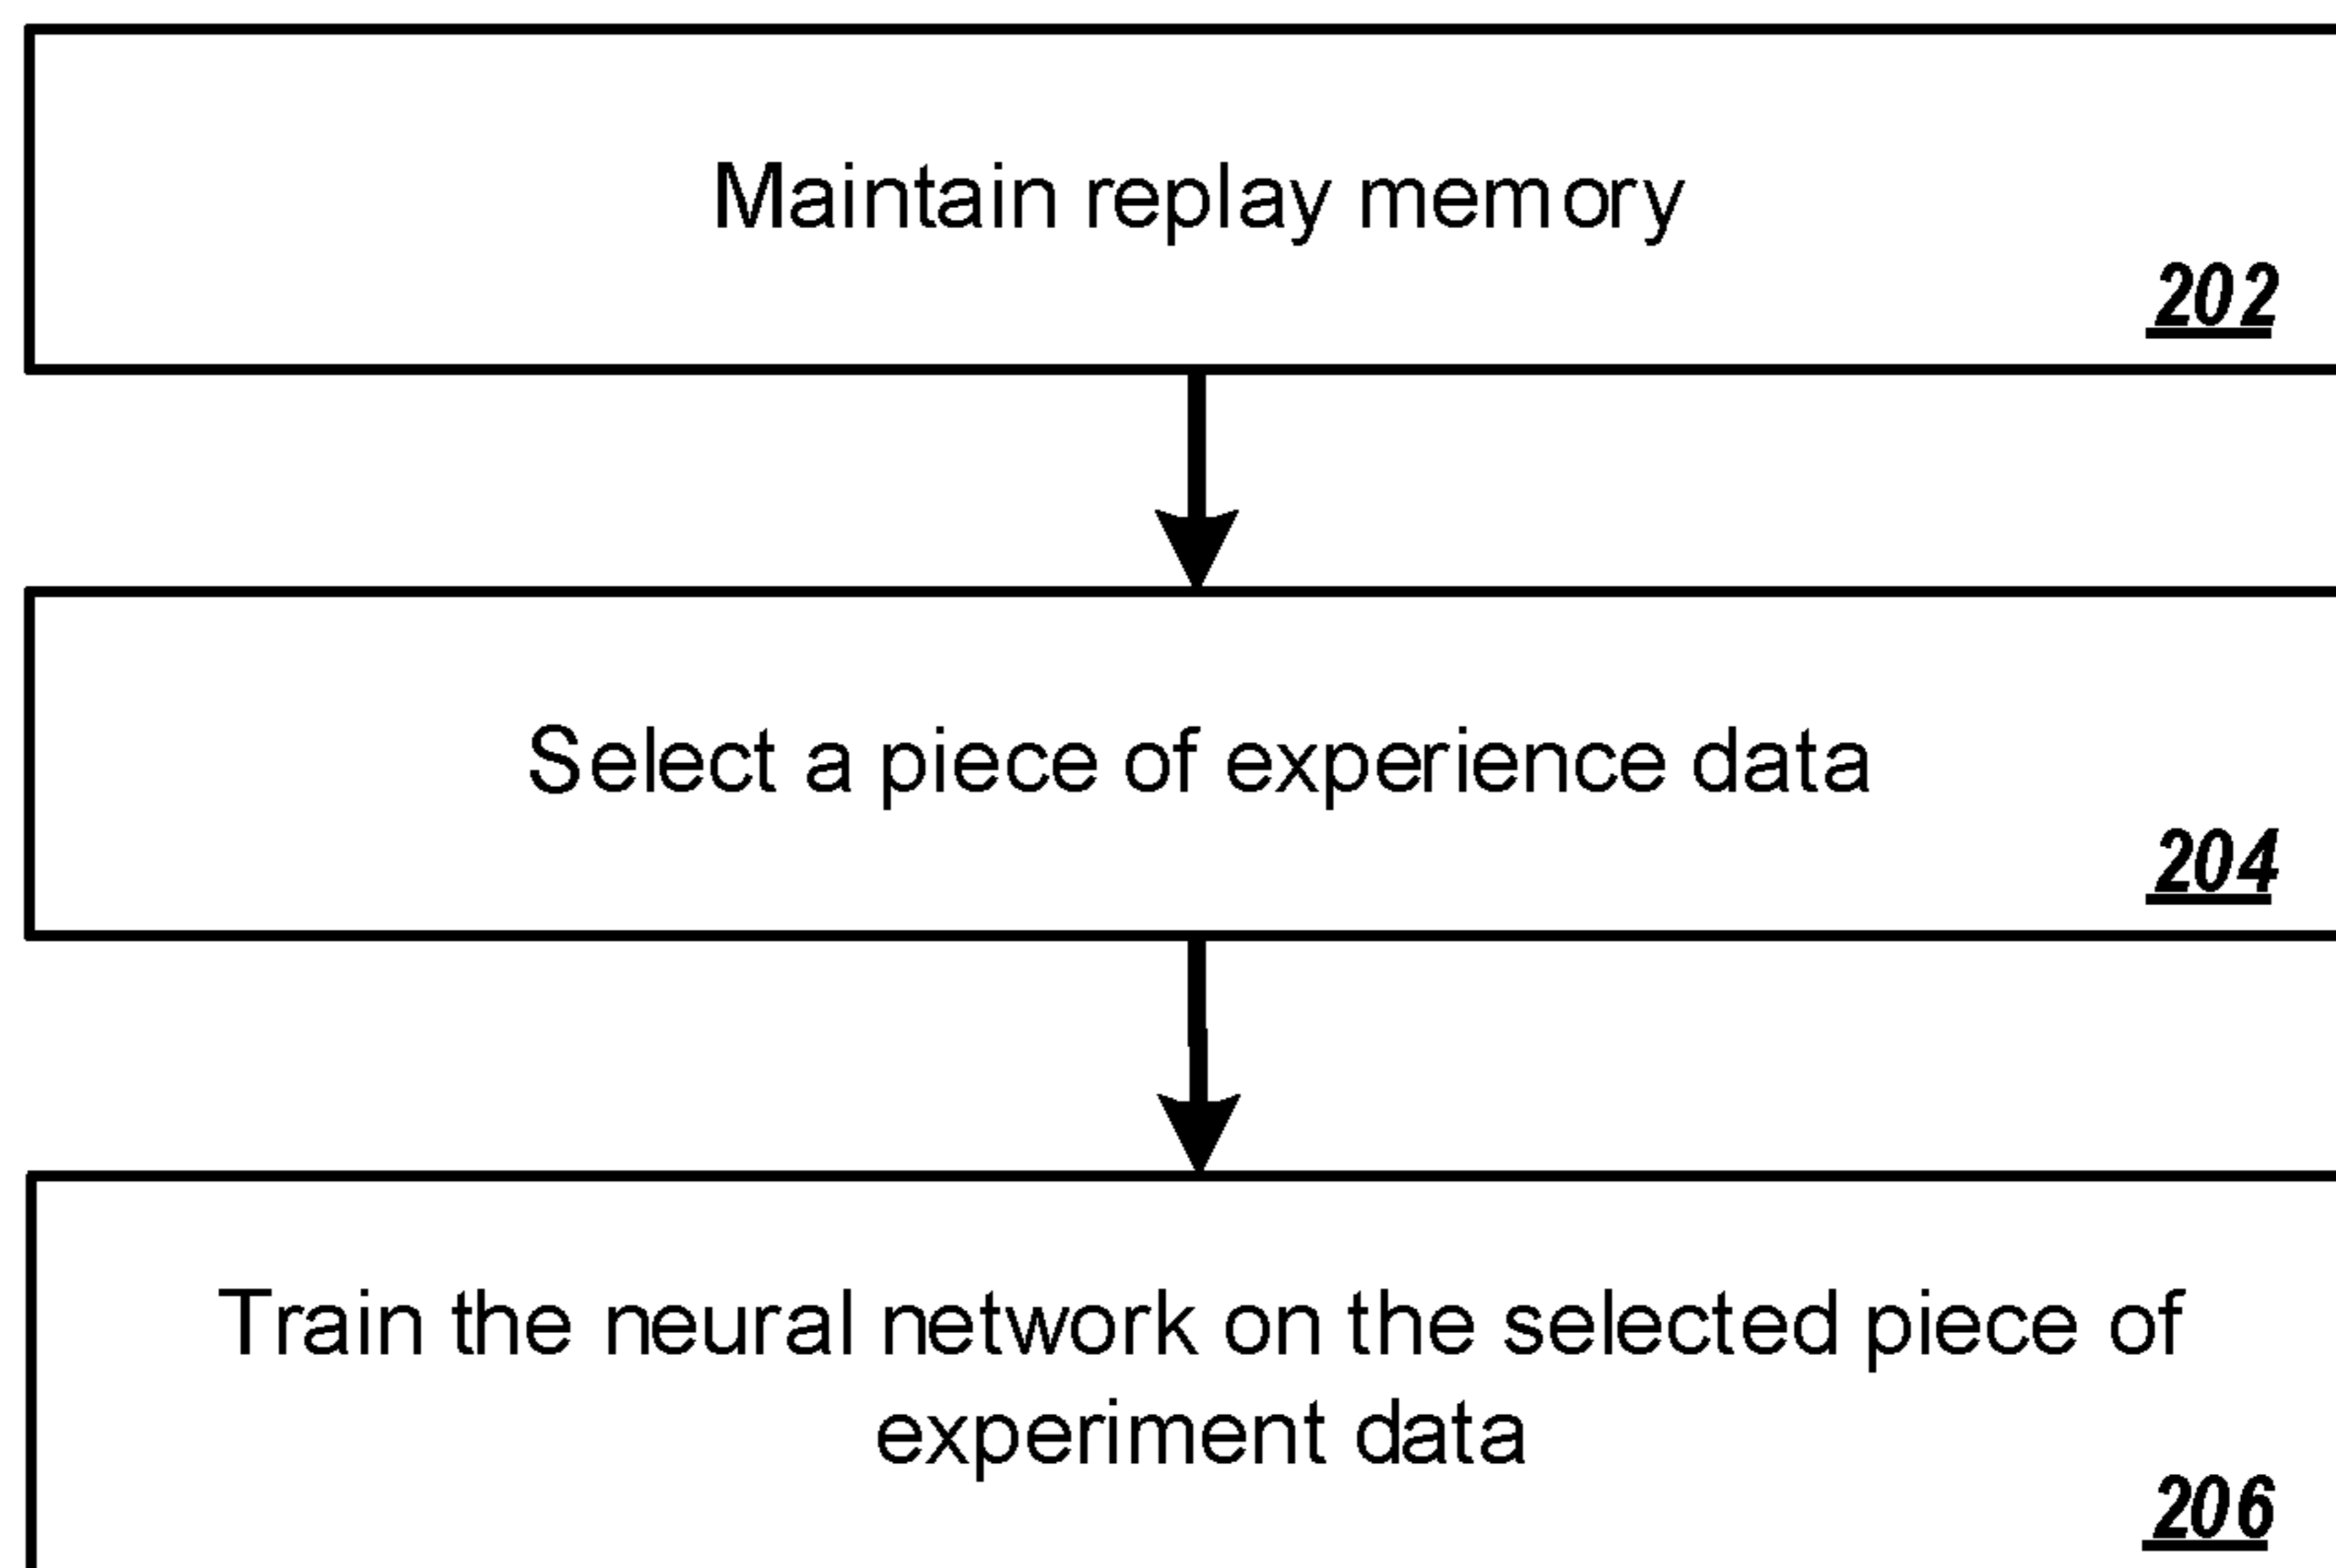 Maintain replay memory
202
Select a piece of experience data
204
Train the neural network on the selected piece of
experiment data
206